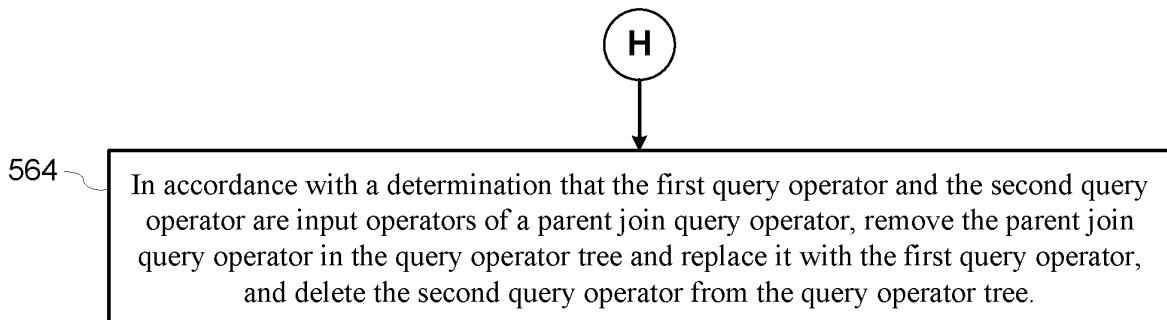 H
564
In accordance with a determination that the first query operator and the second query
operator are input operators of a parent join query operator, remove the parent join
query operator in the query operator tree and replace it with the first query operator,
and delete the second query operator from the query operator tree.